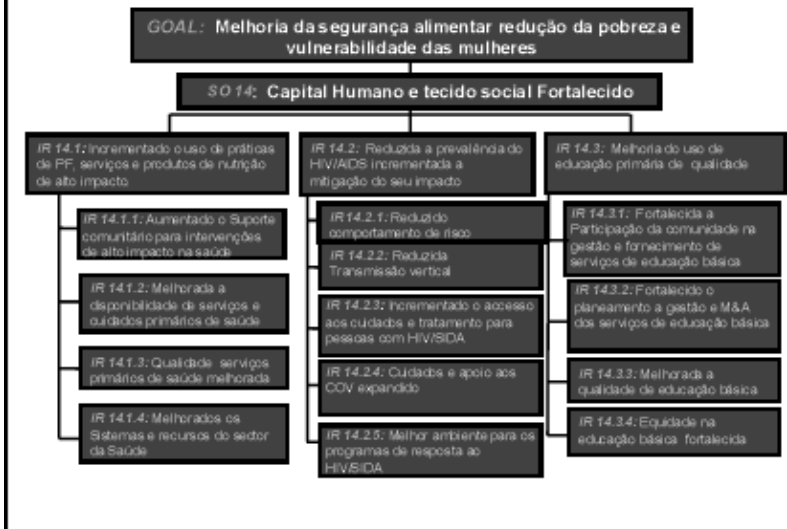 GOAL: Melhoria da segurança alimentar redução da pobreza e
vulnerabilidade das mulheres
SO 14: Capital Humano e tecido social Fortalecido
IR 14.1: Incrementado o uso de práticas
de PF, serviços e produtos de nutrição
de alto impacto
IR 14.1.1: Aumentado o Suporte
comunitário para intervenções
de alto impacto na saúde
IR 14.1.2: Melhorada a
disponibilidade de serviços e
cuidados primários de saúde
IR 14.1.3: Qualidade serviços
primários de saúde melhorada
IR 14.1.4: Melhorados os
Sistemas e recursos do sector
da Saúde
IR 14.2: Reduzida a prevalência do
HIV/AIDS incrementada a
mitigação do seu impacto
IR 14.2.1: Reduzido
comportamento de risco
IR 14.2.2: Reduzida
Transmissão vertical
IR 14.2.3: Incrementado o accesso
aos cuidados e tratamento para
pessoas com HIV/SIDA
IR 14.2.4: Cuidados e apoio aos
COV expandido
IR 14.2.5: Melhor ambiente para os
programas de resposta ao
HIV/SIDA
IR 14.3: Melhoria do uso de
educação primária de qualidade
IR 14.3.1: Fortalecida a
Participação da comunidade na
gestão e fornecimento de
serviços de educação básica
IR 14.3.2: Fortalecido o
planeamento a gestão e M&A
dos serviços de educação básica
IR 14.3.3: Melhorada a
qualidade de educação básica
IR 14.3.4: Equidade na
educação básica fortalecida